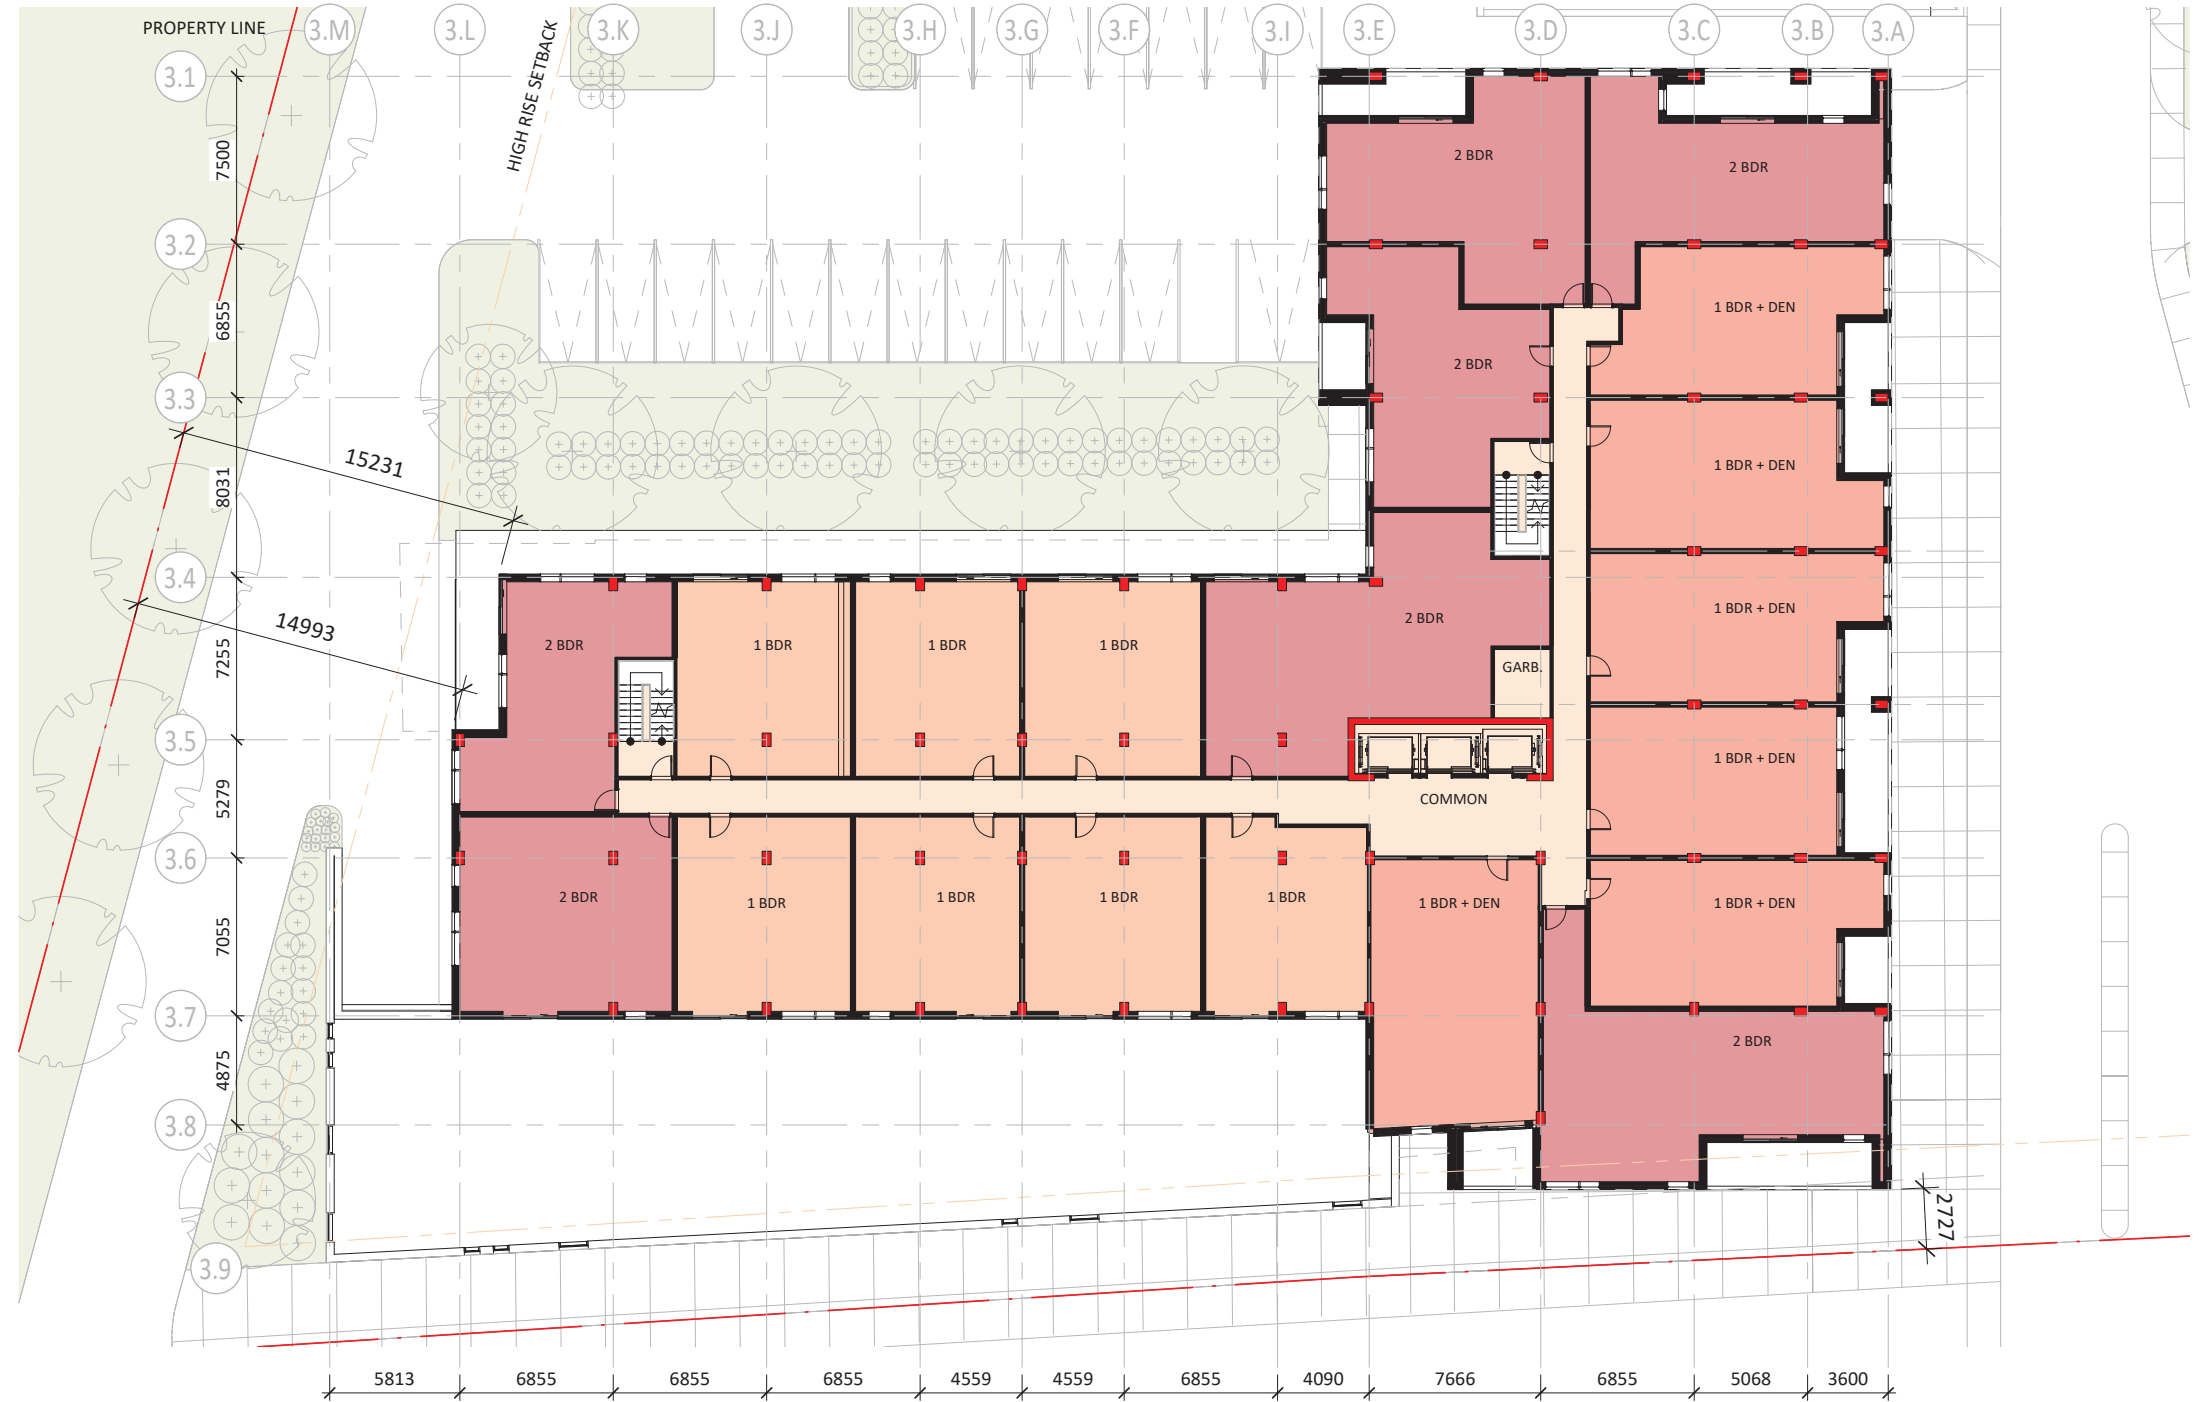 PROPERTY LINE
3.M
3.L
3.K
3.J
3.H
3.G
3.F
3.I
3.E
3.D
3.C
3.B
3.A
HIGH RISE SETBACK
3.1
3.2
3.3
3.4
3.5
3.6
3.7
3.8
3.9
7500
6855
8031
7255
5279
7055
4875
15231
14993
2 BDR
2 BDR
2 BDR
1 BDR + DEN
1 BDR + DEN
1 BDR + DEN
1 BDR + DEN
1 BDR + DEN
2 BDR
1 BDR
1 BDR
1 BDR
2 BDR
GARB.
COMMON
2 BDR
1 BDR
1 BDR
1 BDR
1 BDR
1 BDR + DEN
2 BDR
2727
5813
6855
6855
6855
4559
4559
6855
4090
7666
6855
5068
3600